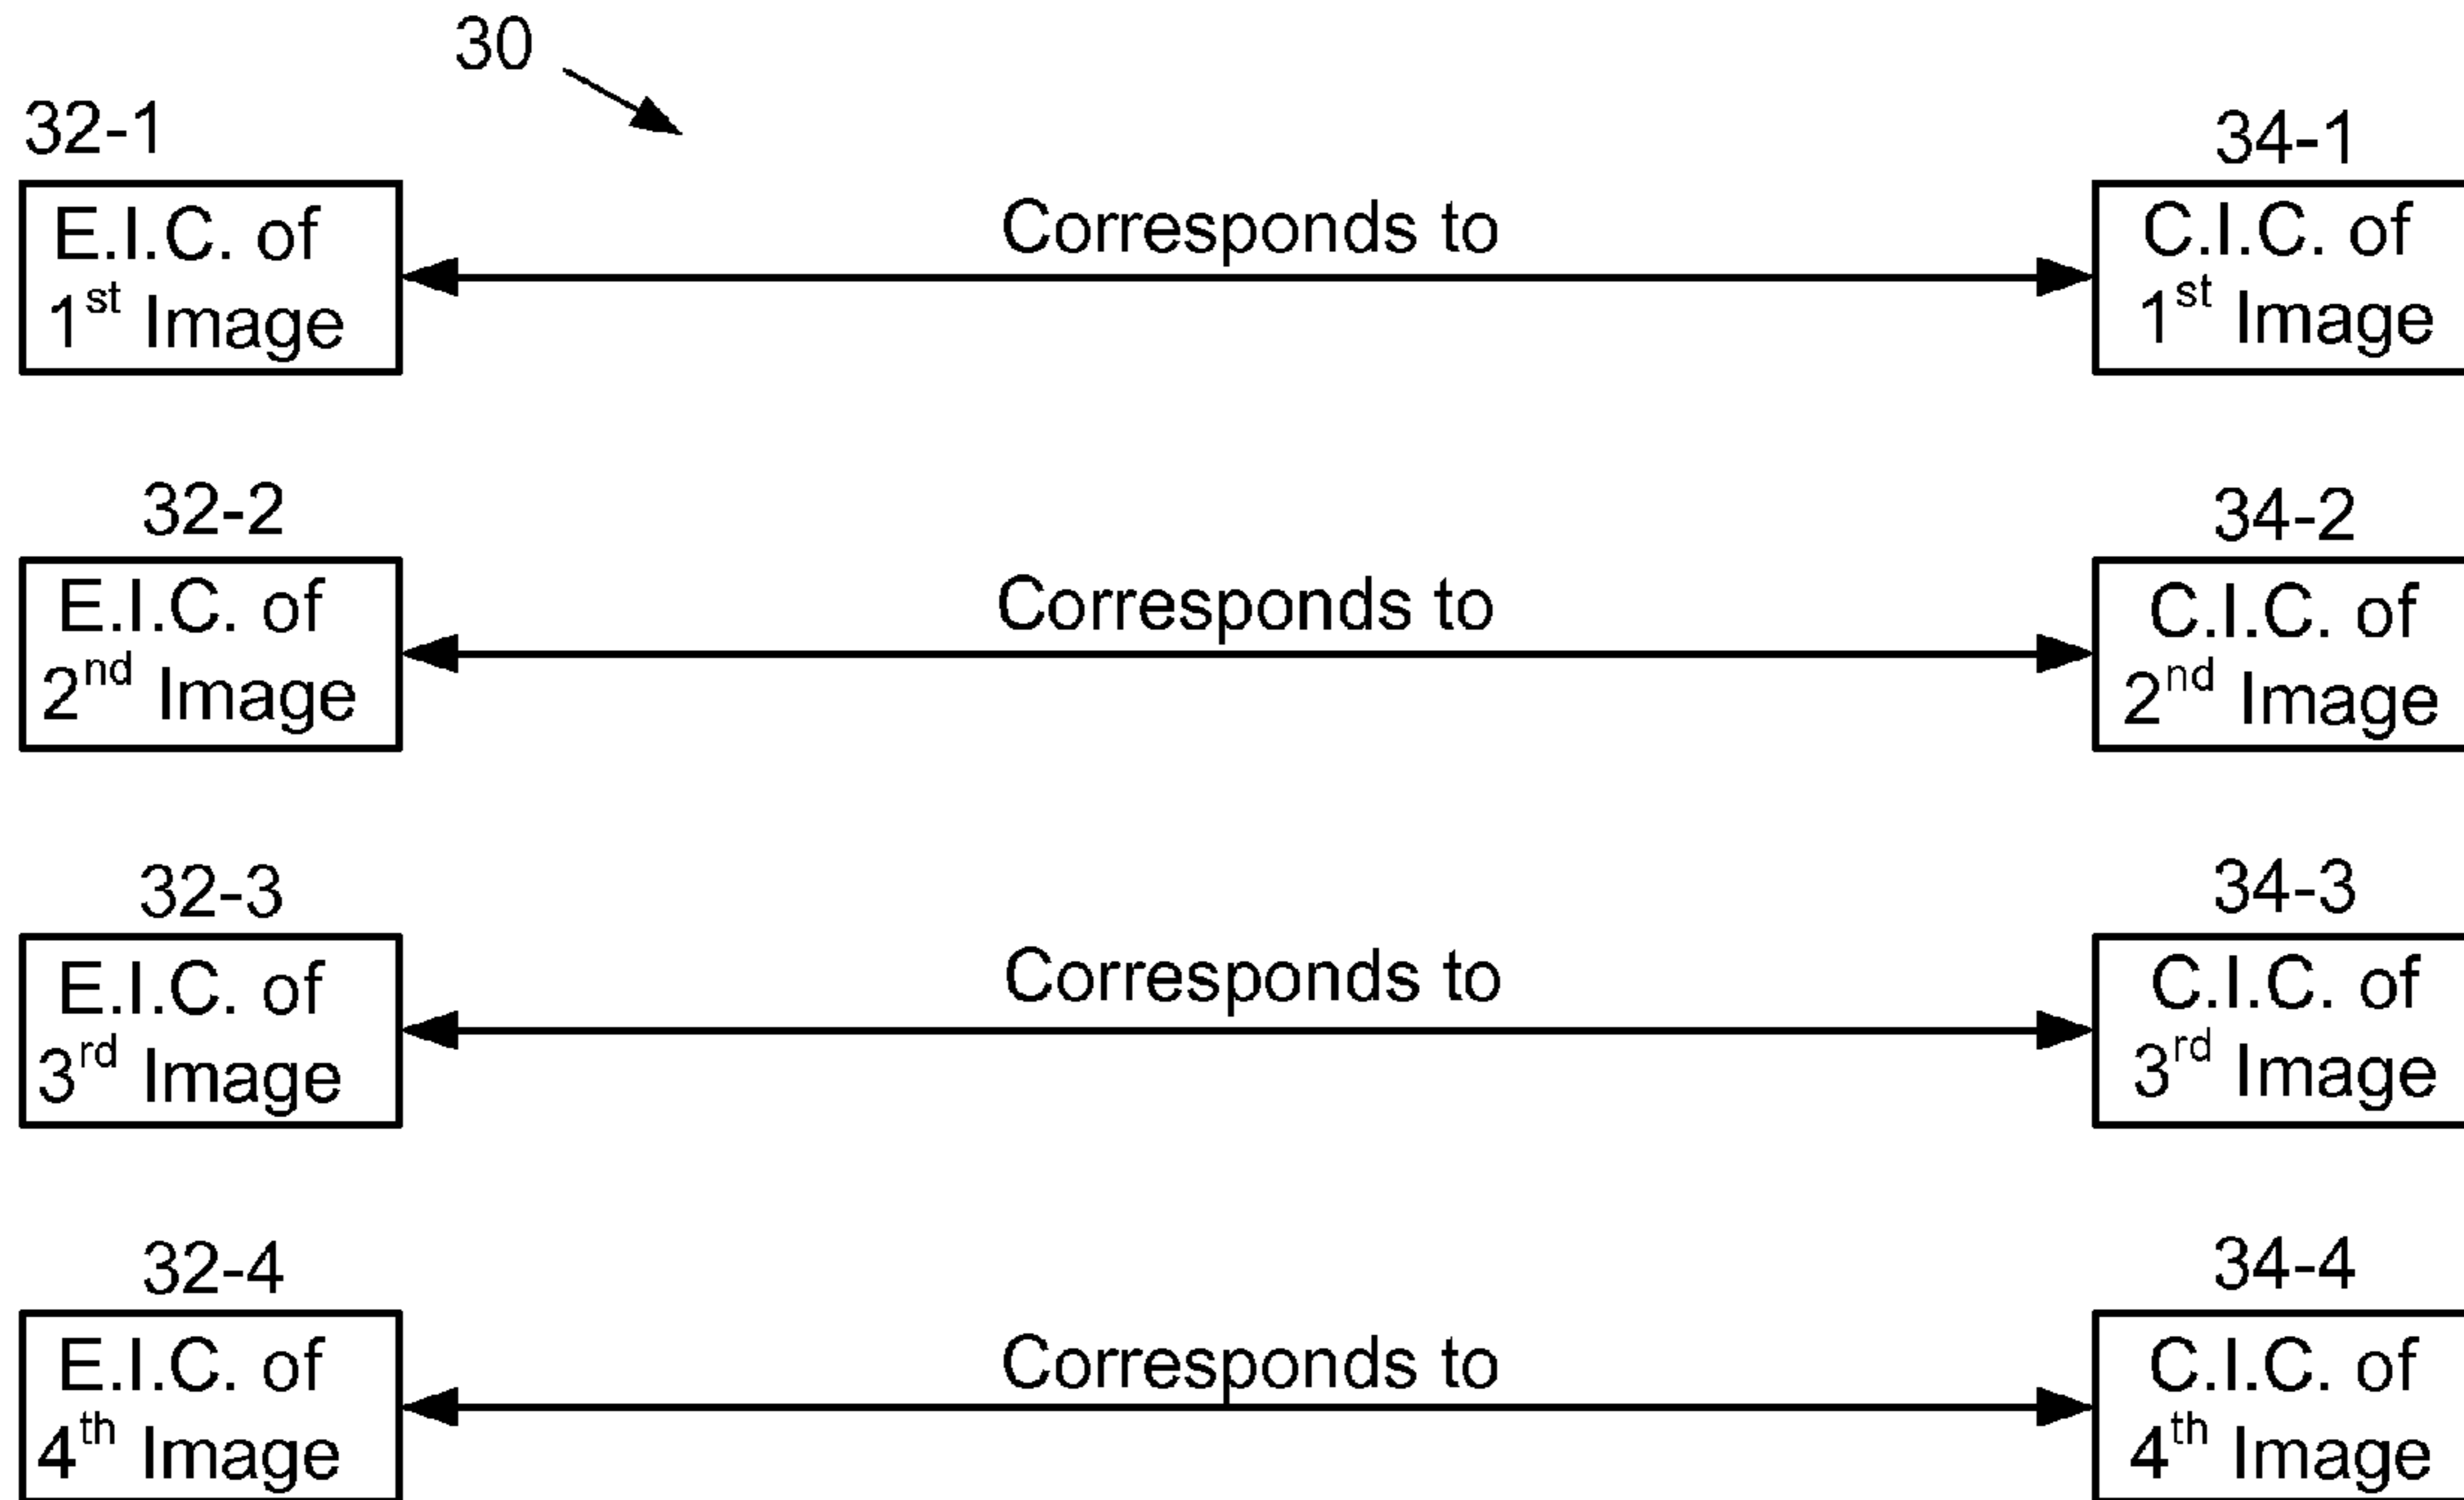 30
32-1
34-1
E.I.C. of
1st Image
Corresponds to
C.I.C. of
1st Image
32-2
34-2
E.I.C. of
2nd Image
Corresponds to
C.I.C. of
2nd Image
32-3
34-3
E.I.C. of
3rd Image
Corresponds to
C.I.C. of
3rd Image
32-4
34-4
E.I.C. of
4th Image
Corresponds to
C.I.C. of
4th Image